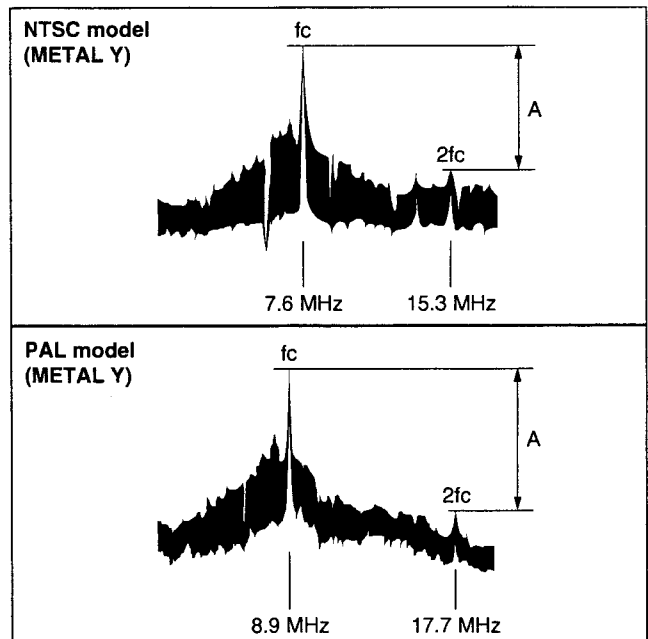 NTSC model
(METAL Y)
fc
A
2fc
7.6 MHz
15.3 MHz
PAL model
(METAL Y)
fc
A
2fc
8.9 MHz
17.7 MHz